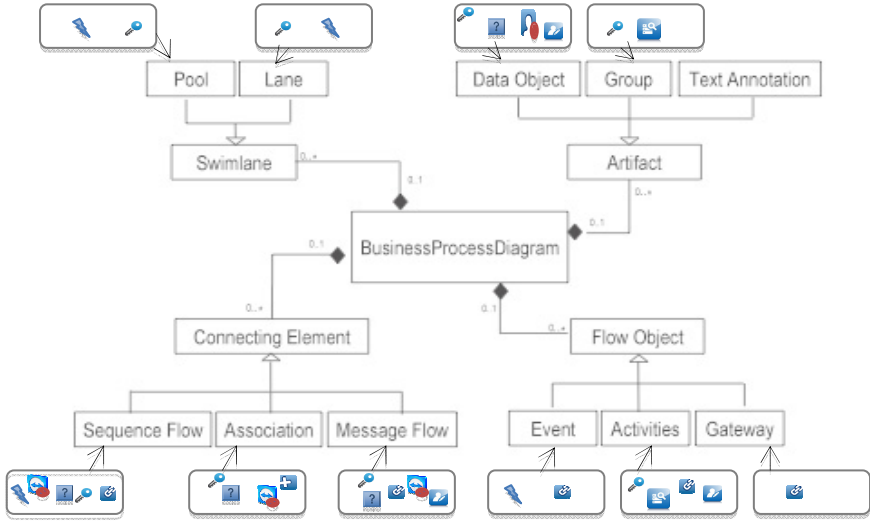 Pool
Lane
Data Object
Group
Text Annotation
Swimlane
0..*
0..1
Artifact
0..*
0..1
BusinessProcessDiagram
0..1
0..*
0..1
0..*
Connecting Element
Flow Object
Sequence Flow
Association
Message Flow
Event
Activities
Gateway